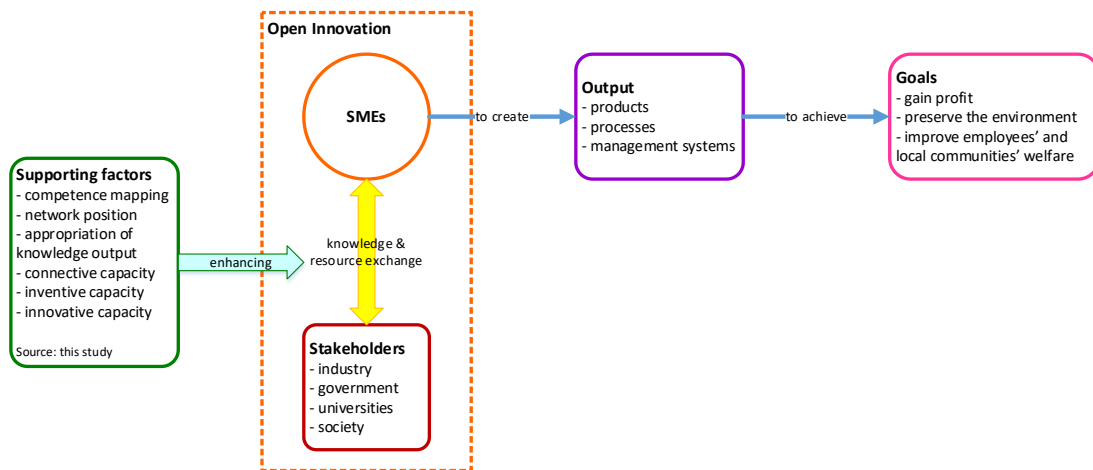 Open Innovation
SMEs
to create
Output
- products
- processes
- management systems
to achieve
Goals
- gain profit
- preserve the environment
- improve employees’ and
local communities’ welfare
Supporting factors
- competence mapping
- network position
- appropriation of
knowledge output
- connective capacity
- inventive capacity
- innovative capacity
Source: this study
enhancing
knowledge &
resource exchange
Stakeholders
- industry
- government
- universities
- society